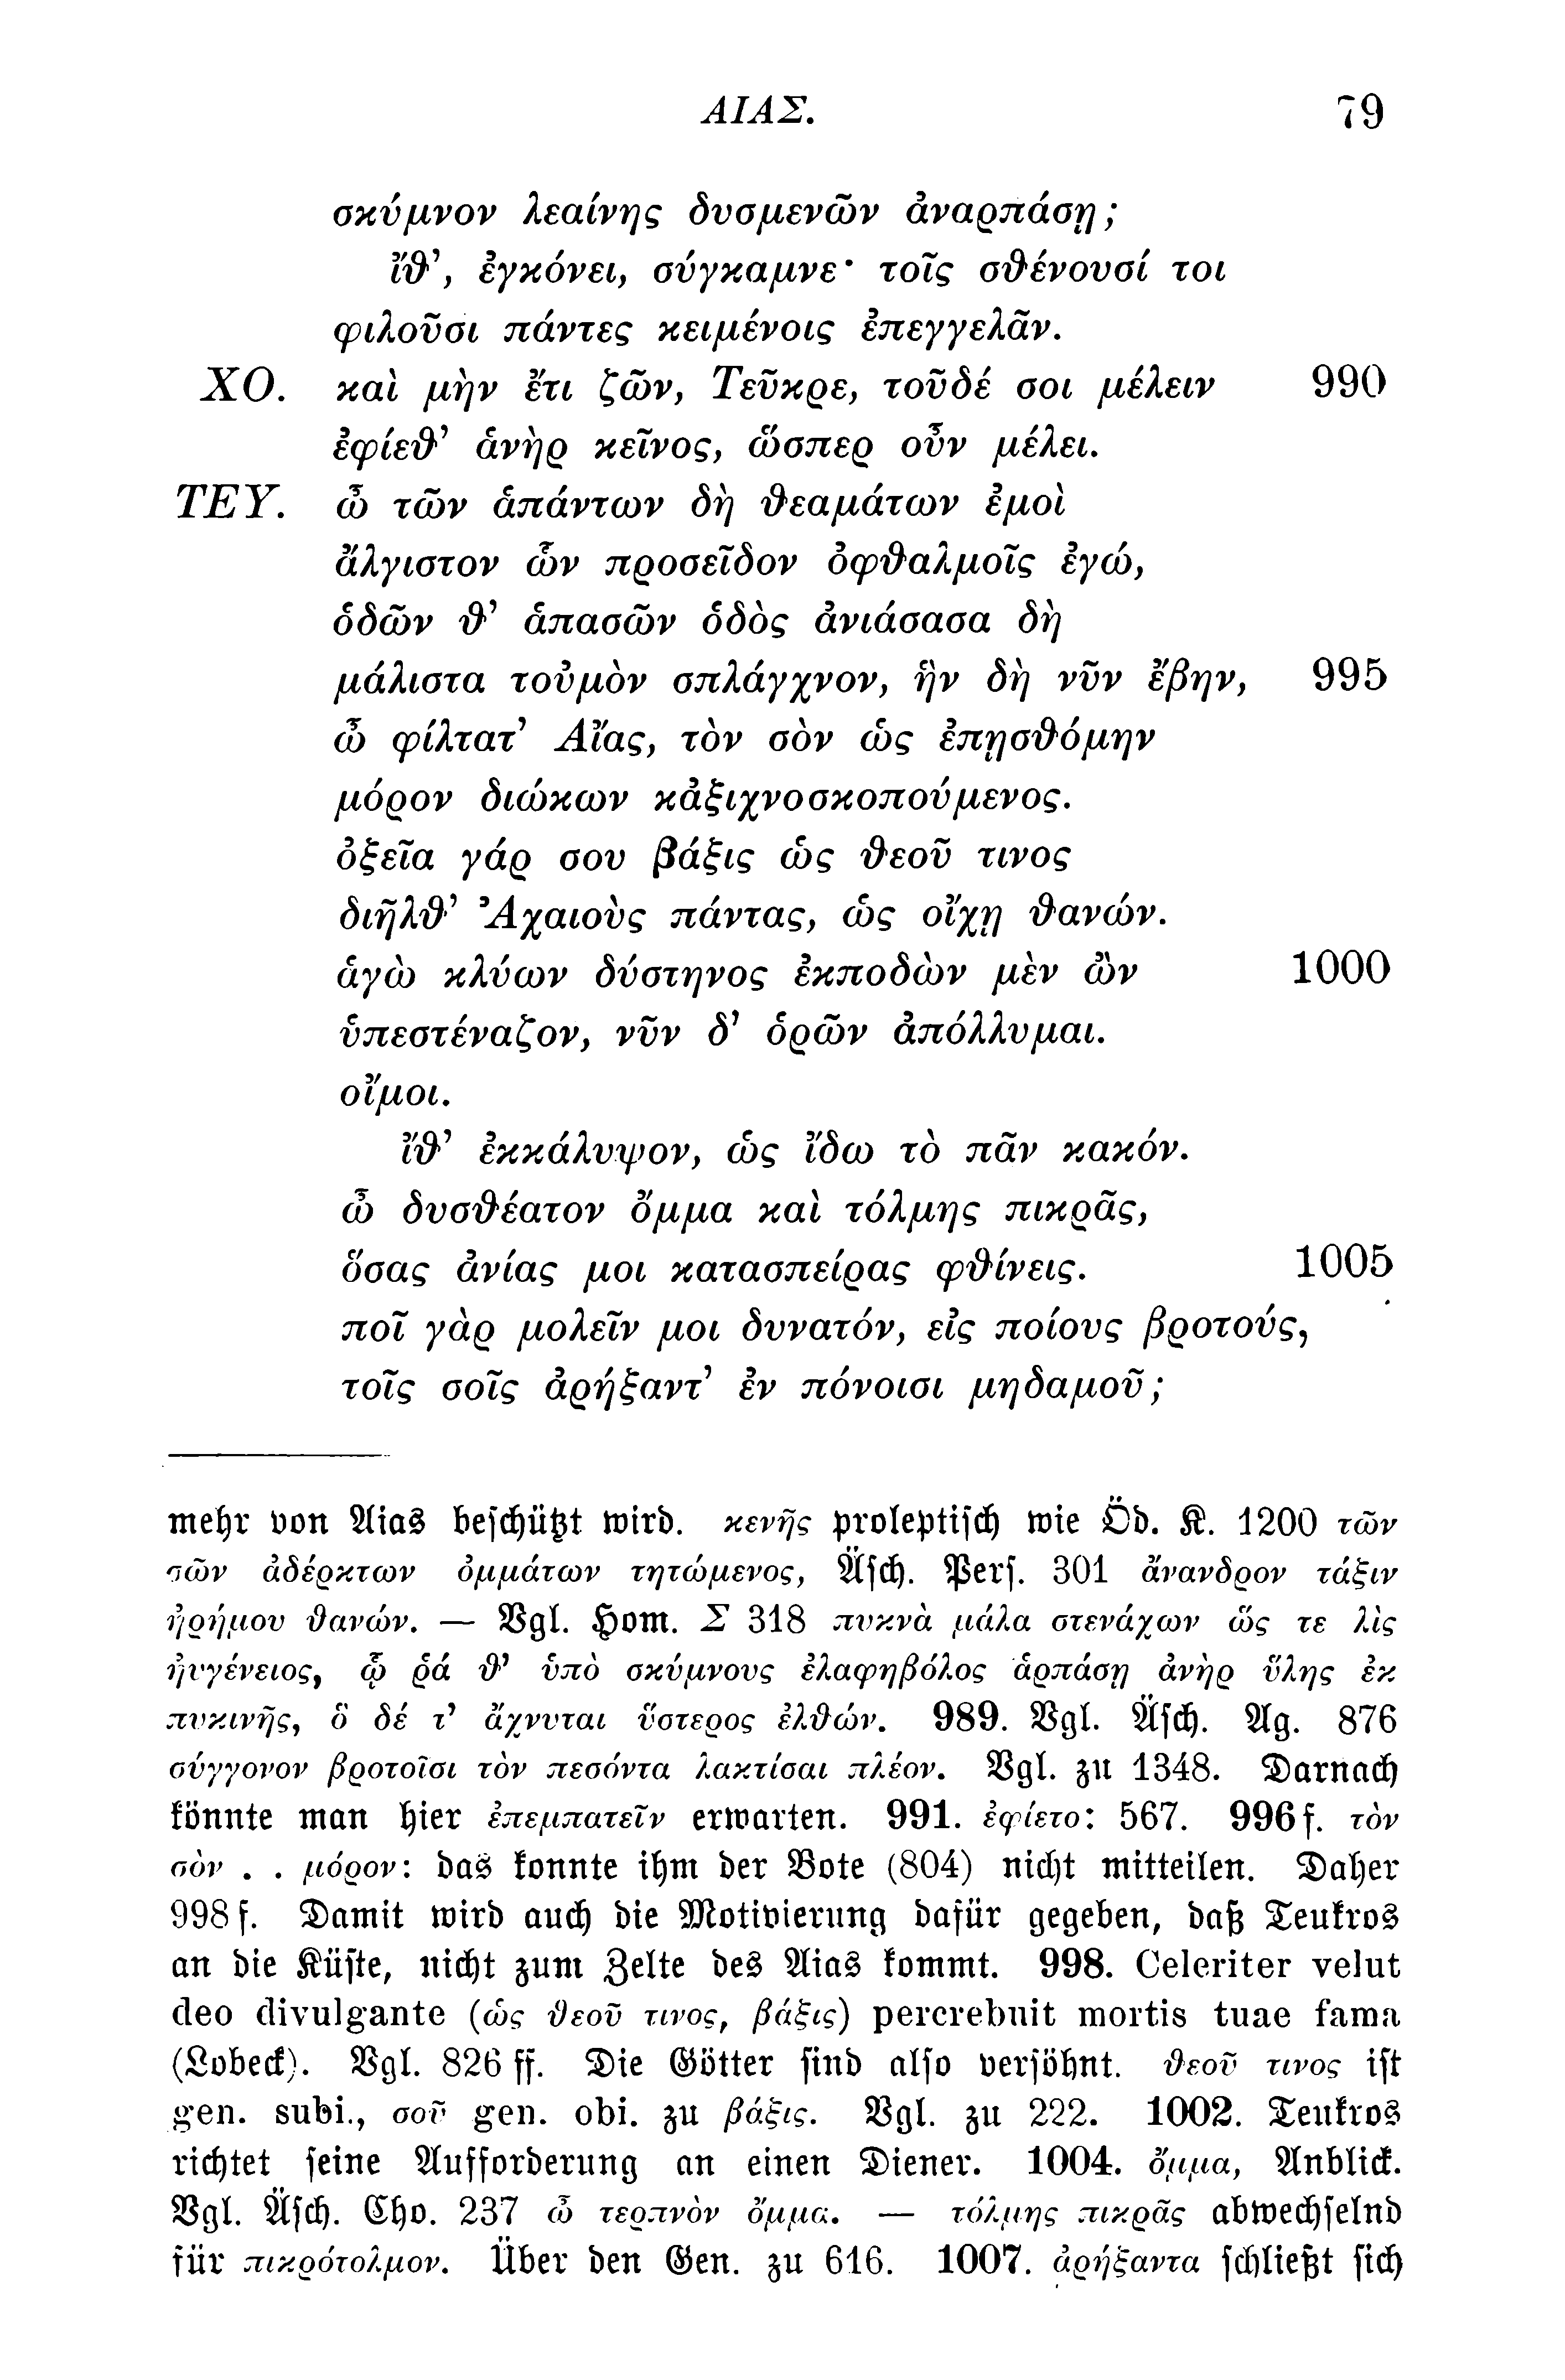 ΑΙΑΣ. 79
σκύμνον λεαίνης δυσμενῶν ἀναρπάσῃ;
ἴθ’, ἐγκόνει, σύγκαμνε· τοῖς σθένουσί τοι
φιλοῦσι πάντες κειμένοις ἐπεγγελᾶν.
ΧΟ. καὶ μὴν ἔτι ζῶν, Τεῦκρε, τοῦδέ σοι μέλειν 990
ἐφίεθ’ ἁνὴρ κεῖνος, ὥσπερ οὖν μέλει.
ΤΕΥ. ὦ τῶν ἁπάντων δὴ θεαμάτων ἐμοὶ
ἄλγιστον ὧν προσεῖδον ὀφθαλμοῖς ἐγώ,
ὁδῶν θ’ ἁπασῶν ὁδὸς ἀνιάσασα δὴ
μάλιστα τοὐμὸν σπλάγχνον, ἣν δὴ νῦν ἔβην, 995
ὦ φίλτατ’ Αἴας, τὸν σὸν ὡς ἐπῃσθόμην
μόρον διώκων κἀξιχνοσκοπούμενος.
ὀξεῖα γάρ σου βάξις ὡς θεοῦ τινος
διῆλθ’ Ἀχαιοὺς πάντας, ὡς οἴχῃ θανών.
ἁγὼ κλύων δύστηνος ἐκποδὼν μὲν ὢν 1000
ὑπεστέναζον, νῦν δ’ ὁρῶν ἀπόλλυμαι.
οἴμοι.
ἴθ’ ἐκκάλυψον, ὡς ἴδω τὸ πᾶν κακόν.
ὦ δυσθέατον ὄμμα καὶ τόλμης πικρᾶς,
ὅσας ἀνίας μοι κατασπείρας φθίνεις. 1005
ποῖ γὰρ μολεῖν μοι δυνατόν, εἰς ποίους βροτούς,
τοῖς σοῖς ἀρήξαντ’ ἐν πόνοισι μηδαμοῦ;
mehr von Aias beschützt wird. κενῆς proleptisch wie Öd. K. 1200 τῶν
σῶν ἀδέρκτων ὀμμάτων τητώμενος, Äsch. Pers. 301 ἄνανδρον τάξιν
ἠρήμου θανών. — Vgl. Hom. Σ 318 πυκνὰ μάλα στενάχων ὥς τε λὶς
ἠυγένειος, ᾧ ῥά θ’ ὑπὸ σκύμνους ἐλαφηβόλος ἁρπάσῃ ἀνὴρ ὕλης ἐκ
πυκινῆς, ὃ δέ τ’ ἄχνυται ὕστερος ἐλθών. 989. Vgl. Äsch. Ag. 876
σύγγονον βροτοῖσι τὸν πεσόντα λακτίσαι πλέον. Vgl. zu 1348. Darnach
könnte man hier ἐπεμπατεῖν erwarten. 991. ἐφίετο: 567. 996 f. τὸν
σὸν . . μόρον: das konnte ihm der Bote (804) nicht mitteilen. Daher
998 f. Damit wird auch die Motivierung dafür gegeben, daß Teukros
an die Küste, nicht zum Zelte des Aias kommt. 998. Celeriter velut
deo divulgante (ὡς θεοῦ τινος, βάξις) percrebuit mortis tuae fama
(Lobeck). Vgl. 826 ff. Die Götter sind also versöhnt. θεοῦ τινος ist
gen. subi., σοῦ gen. obi. zu βάξις. Vgl. zu 222. 1002. Teukros
richtet seine Aufforderung an einen Diener. 1004. ὄμμα, Anblick.
Vgl. Äsch. Cho. 237 ὦ τερπνὸν ὄμμα. — τόλμης πικρᾶς abwechselnd
für πικρότολμον. Über den Gen. zu 616. 1007. ἀρήξαντα schließt sich